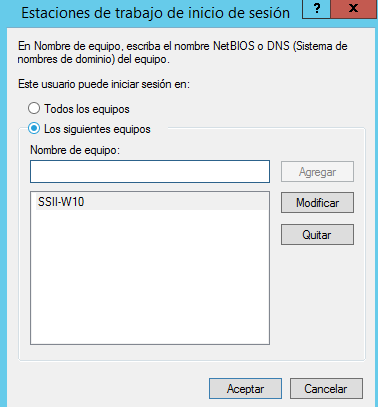 Estaciones de trabajo de inicio de sesión
? x
En Nombre de equipo, escriba el nombre NetBIOS o DNS (Sistema de
nombres de dominio) del equipo.
Este usuario puede iniciar sesión en:
Todos los equipos
Los siguientes equipos
Nombre de equipo:
Agregar
SSII-W10
Modificar
Quitar
Aceptar
Cancelar